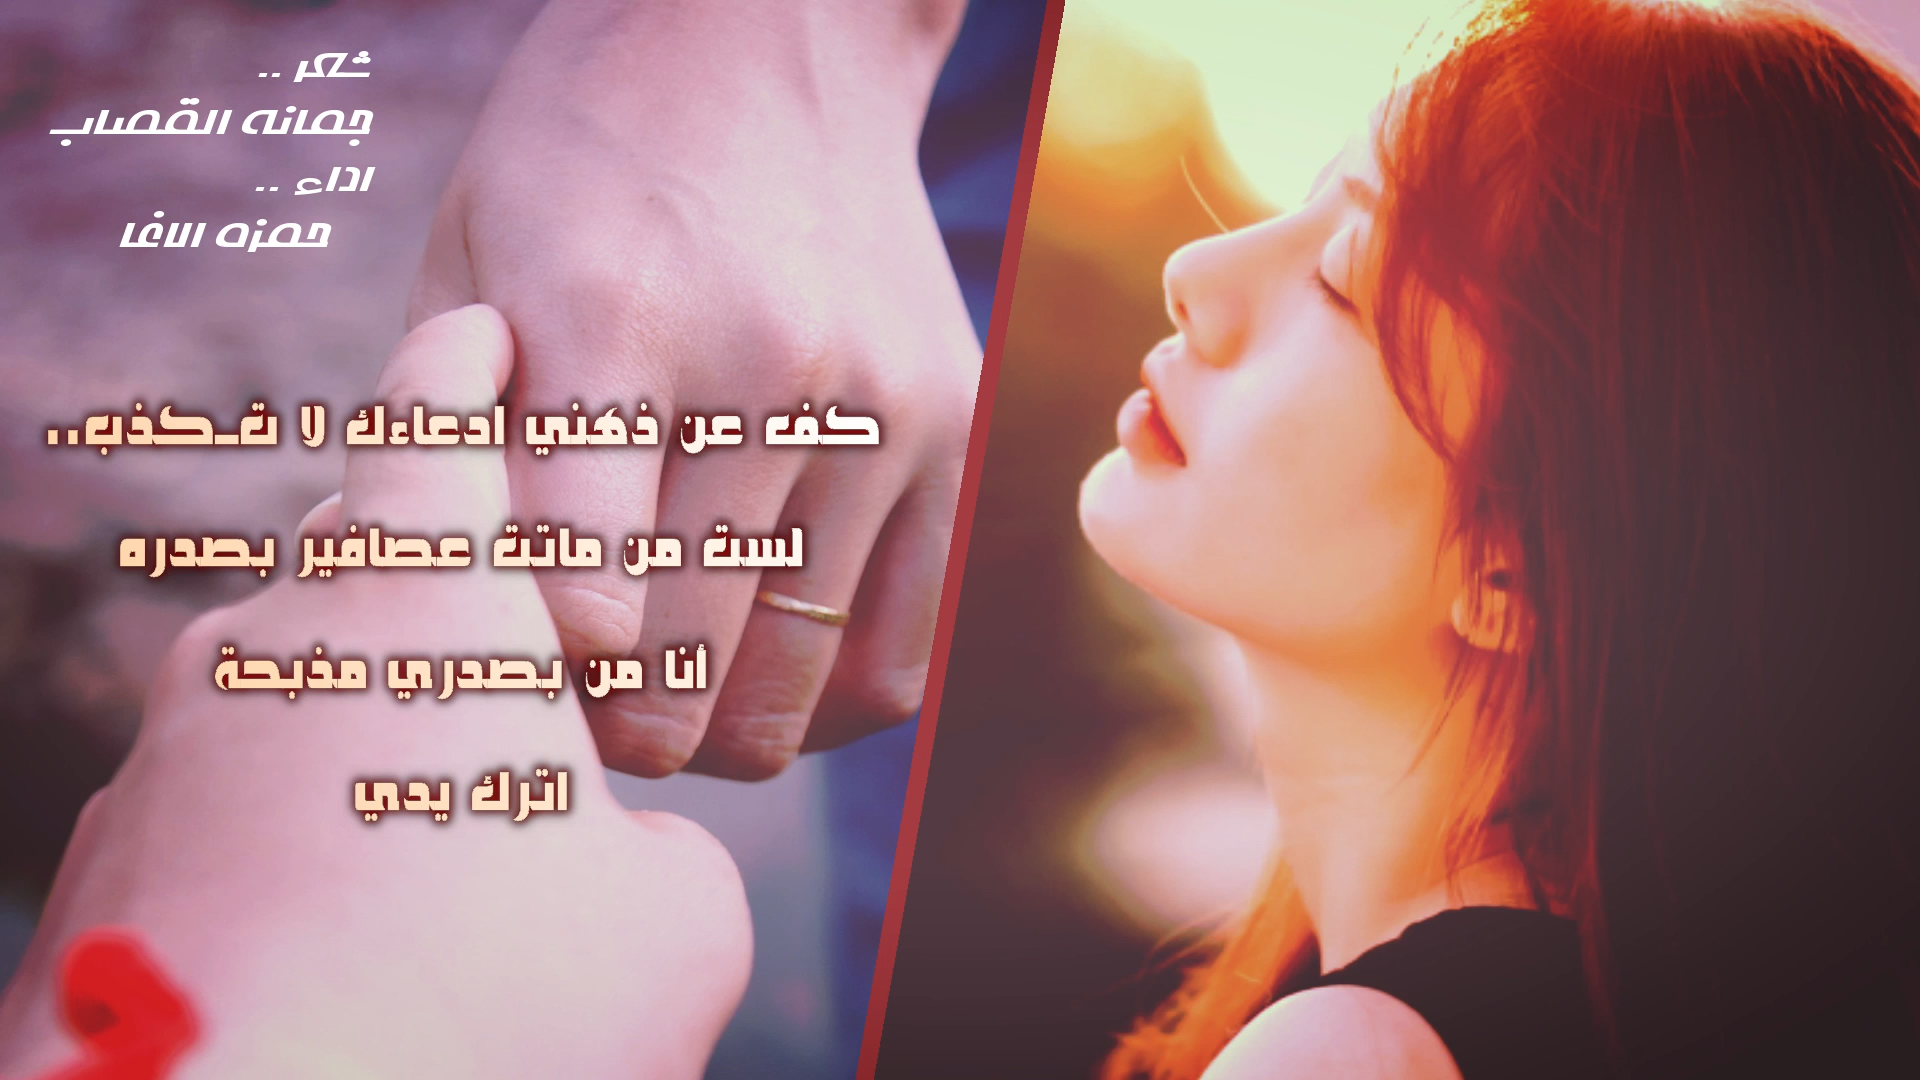 شعر ..
جمانه القصاب
اداء ..
حمزه الاغا
كف عن ذهني ادعاءك لا تـكذب..
لست من ماتت عصافير بصدره
أنا من بصدري مذبحة
اترك يدي